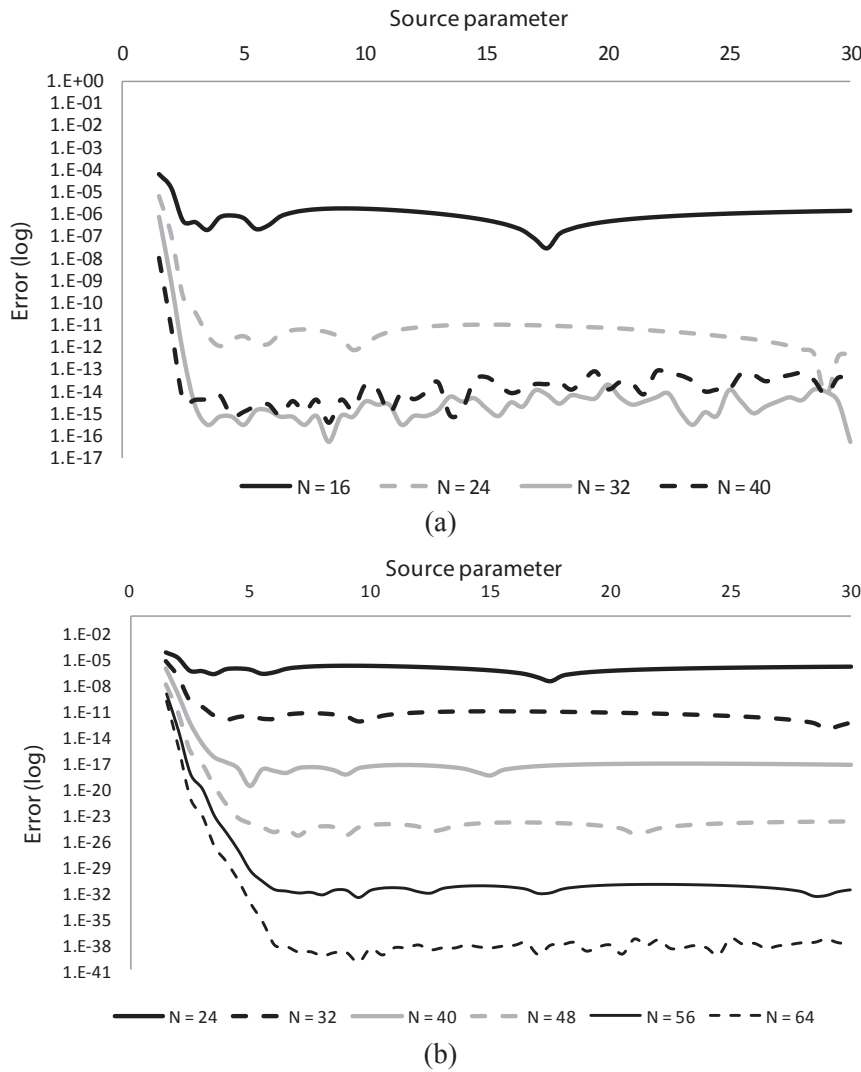 Source parameter
0 5 10 15 20 25 30
1.E+00
1.E-01
1.E-02
1.E-03
1.E-04
1.E-05
1.E-06
1.E-07
1.E-08
1.E-09
1.E-10
1.E-11
1.E-12
1.E-13
1.E-14
1.E-15
1.E-16
1.E-17
Error (log)
N = 16 N = 24 N = 32 N = 40
(a)
Source parameter
0 5 10 15 20 25 30
1.E-02
1.E-05
1.E-08
1.E-11
1.E-14
1.E-17
1.E-20
1.E-23
1.E-26
1.E-29
1.E-32
1.E-35
1.E-38
1.E-41
Error (log)
N = 24 N = 32 N = 40 N = 48 N = 56 N = 64
(b)